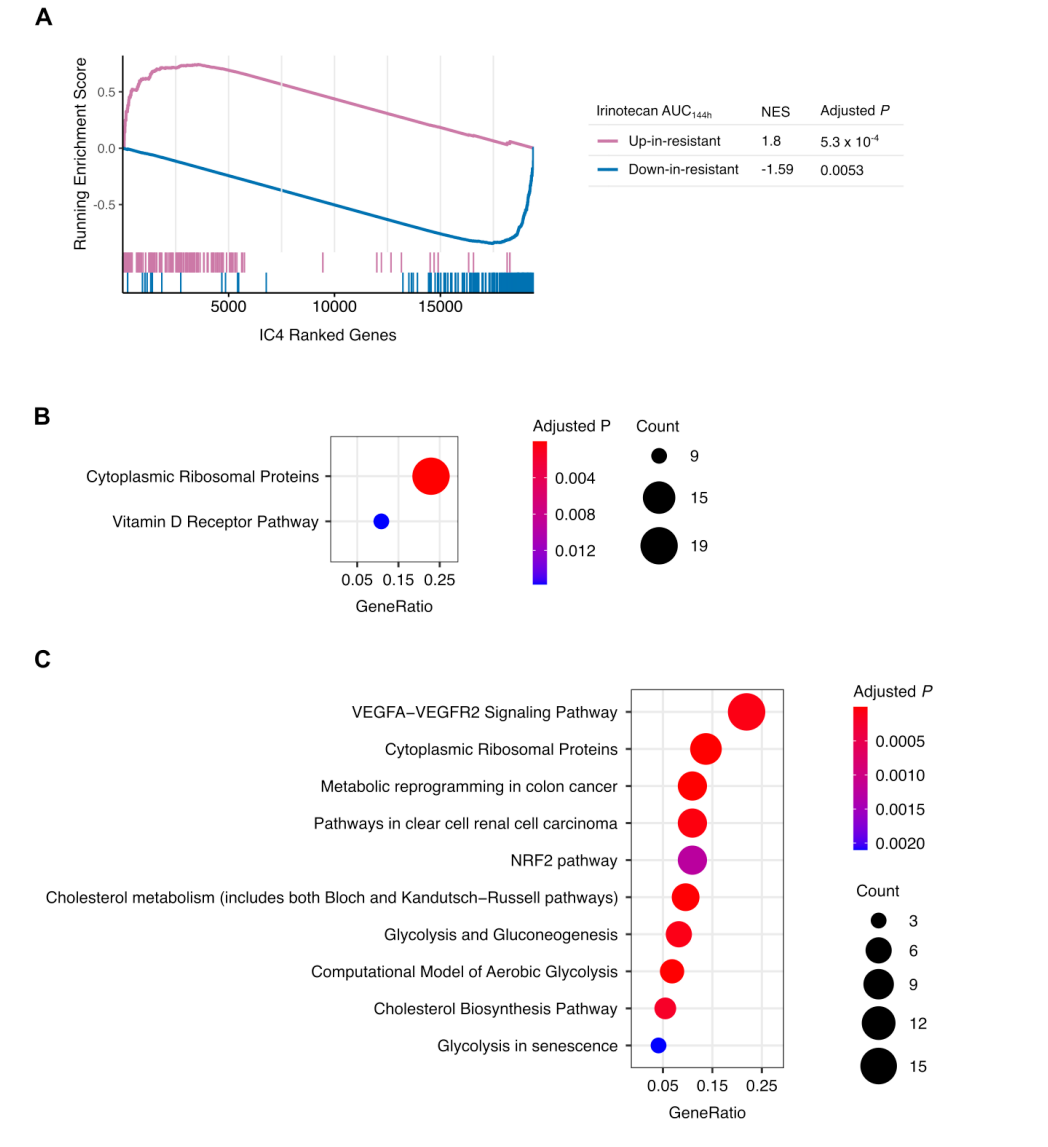 A
Running Enrichment Score
0.5
0.0
-0.5
5000 10000 15000
IC4 Ranked Genes
Irinotecan AUC144h NES Adjusted P
Up-in-resistant 1.8 5.3 x 10-4
Down-in-resistant -1.59 0.0053
B
Cytoplasmic Ribosomal Proteins
Vitamin D Receptor Pathway
0.05 0.15 0.25
GeneRatio
Adjusted P
0.004
0.008
0.012
Count
9
15
19
C
VEGFA−VEGFR2 Signaling Pathway
Cytoplasmic Ribosomal Proteins
Metabolic reprogramming in colon cancer
Pathways in clear cell renal cell carcinoma
NRF2 pathway
Cholesterol metabolism (includes both Bloch and Kandutsch−Russell pathways)
Glycolysis and Gluconeogenesis
Computational Model of Aerobic Glycolysis
Cholesterol Biosynthesis Pathway
Glycolysis in senescence
0.05 0.15 0.25
GeneRatio
Adjusted P
0.0005
0.0010
0.0015
0.0020
Count
3
6
9
12
15